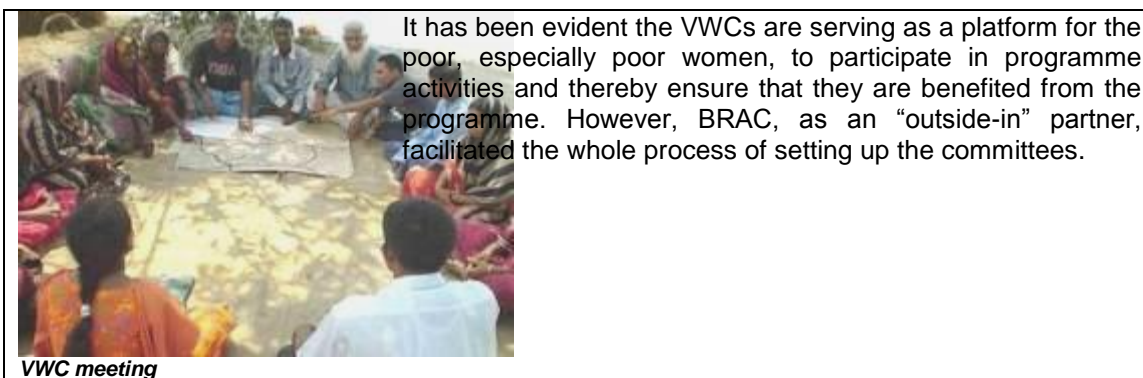 It has been evident the VWCs are serving as a platform for the
poor, especially poor women, to participate in programme
activities and thereby ensure that they are benefited from the
programme. However, BRAC, as an “outside-in” partner,
facilitated the whole process of setting up the committees.
VWC meeting